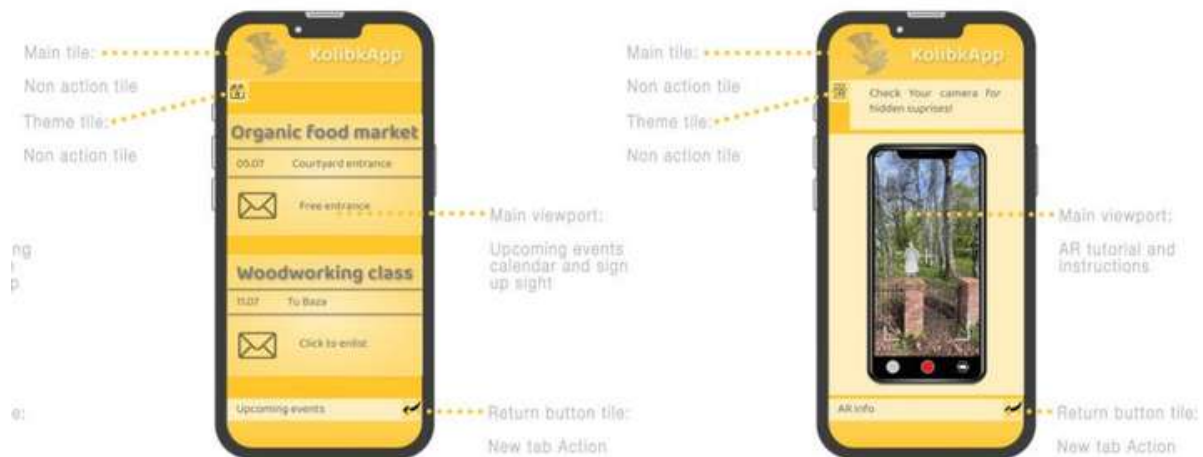 Main tile:
Non action tile
Theme tile:
Non action tile
ng
p
e:
KolibkApp
Organic food market
05.07 Courtyard entrance
Free entrance
Woodworking class
11.07 Tu Baza
Click to enlist
Upcoming events
Main viewport:
Upcoming events
calendar and sign
up sight
Return button tile:
New tab Action
Main tile:
Non action tile
Theme tile:
Non action tile
KolibkApp
Check Your camera for
hidden suprises!
AR info
Main viewport:
AR tutorial and
instructions
Return button tile:
New tab Action